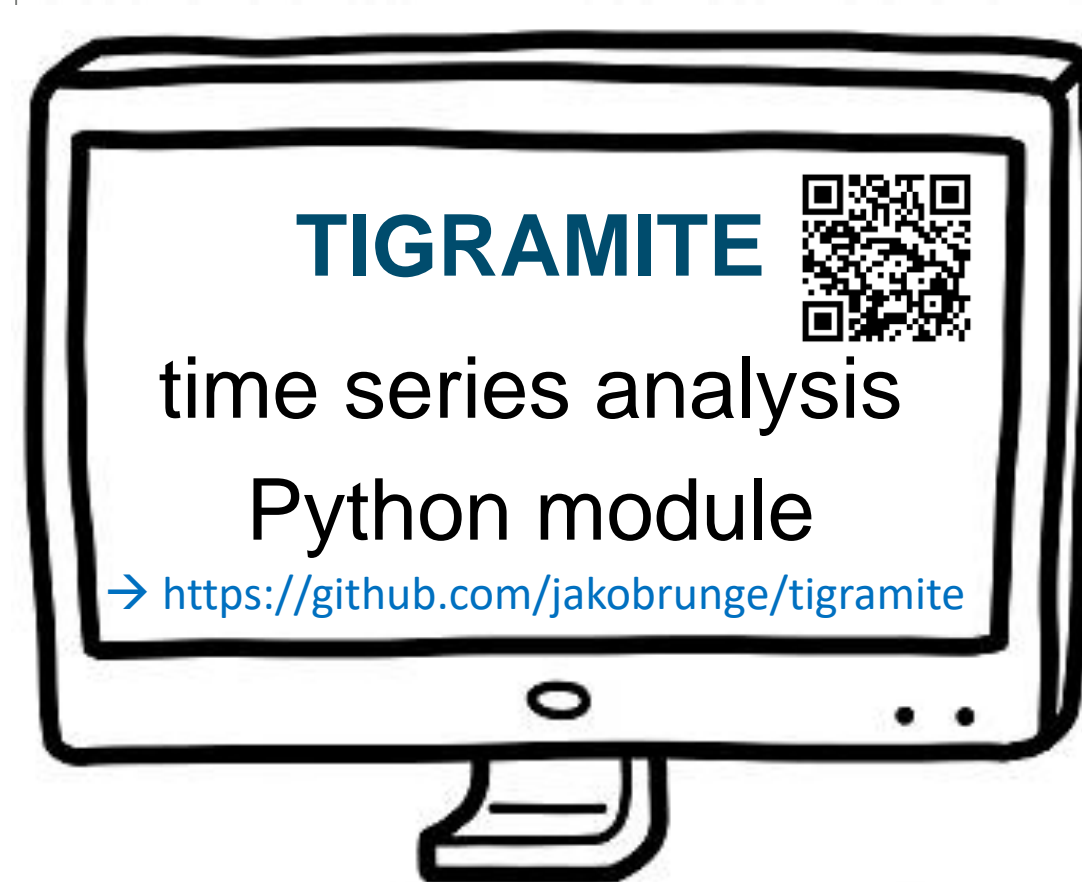 TIGRAMITE
time series analysis
Python module
→ https://github.com/jakobrunge/tigramite